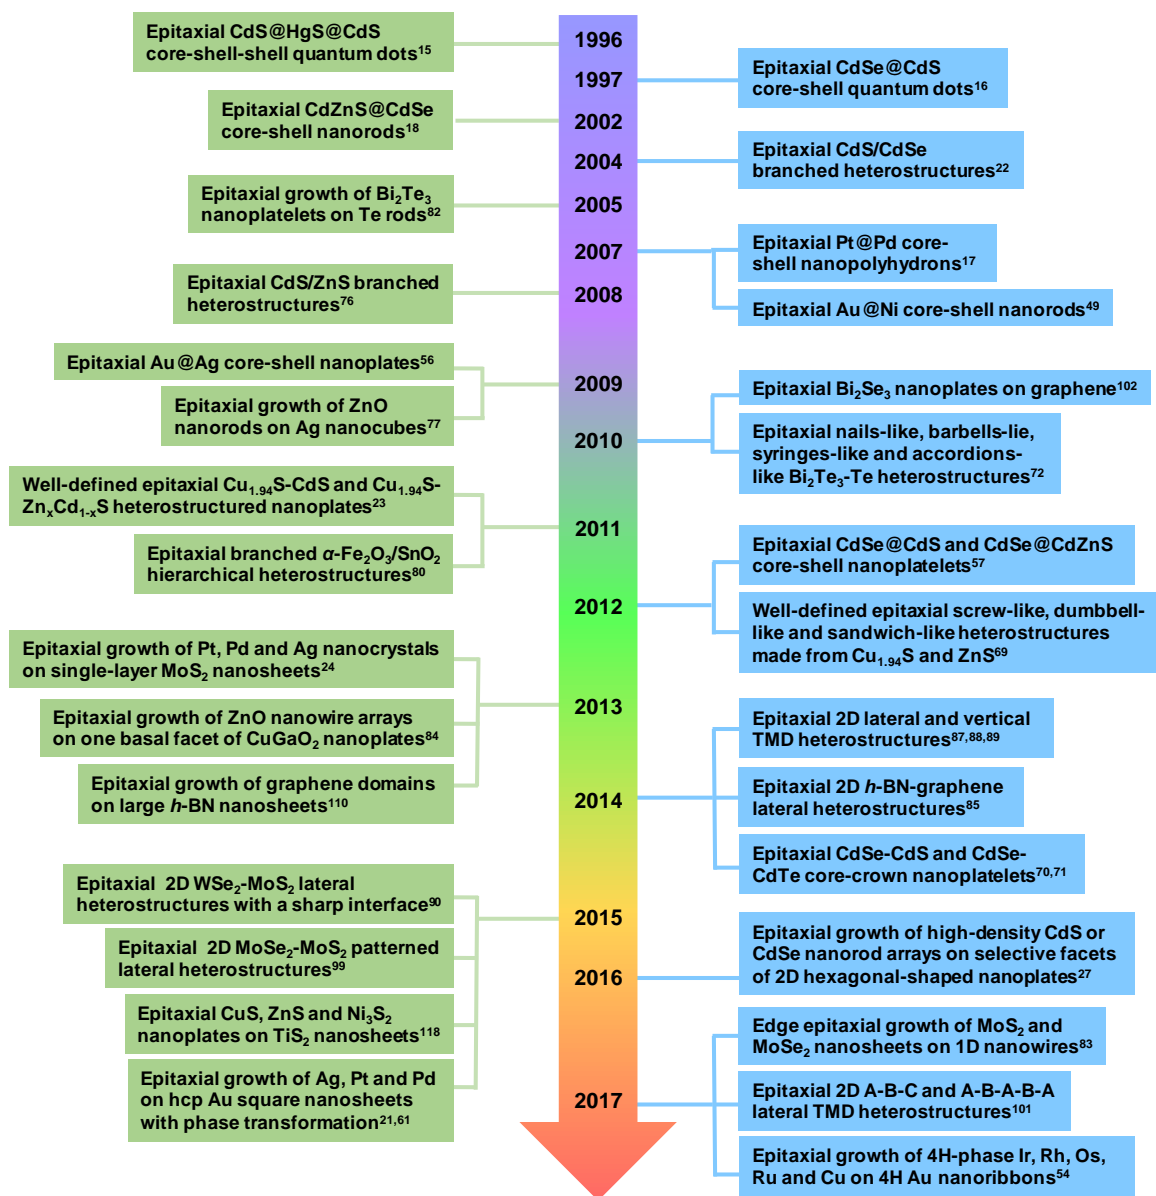 1996
Epitaxial CdS@HgS@CdS
core-shell-shell quantum dots¹⁵
1997
Epitaxial CdSe@CdS
core-shell quantum dots¹⁶
2002
Epitaxial CdZnS@CdSe
core-shell nanorods¹⁸
2004
Epitaxial CdS/CdSe
branched heterostructures²²
2005
Epitaxial growth of Bi₂Te₃
nanoplatelets on Te rods⁸²
2007
Epitaxial Pt@Pd core-
shell nanopolyhydrons¹⁷
Epitaxial Au@Ni core-shell nanorods⁴⁹
2008
Epitaxial CdS/ZnS branched
heterostructures⁷⁶
2009
Epitaxial Au@Ag core-shell nanoplates⁵⁶
Epitaxial growth of ZnO
nanorods on Ag nanocubes⁷⁷
2010
Epitaxial Bi₂Se₃ nanoplates on graphene¹⁰²
Epitaxial nails-like, barbells-lie,
syringes-like and accordions-
like Bi₂Te₃-Te heterostructures⁷²
2011
Well-defined epitaxial Cu₁.₉₄S-CdS and Cu₁.₉₄S-
ZnₓCd₁₋ₓS heterostructured nanoplates²³
Epitaxial branched α-Fe₂O₃/SnO₂
hierarchical heterostructures⁸⁰
2012
Epitaxial CdSe@CdS and CdSe@CdZnS
core-shell nanoplatelets⁵⁷
Well-defined epitaxial screw-like, dumbbell-
like and sandwich-like heterostructures
made from Cu₁.₉₄S and ZnS⁶⁹
2013
Epitaxial growth of Pt, Pd and Ag nanocrystals
on single-layer MoS₂ nanosheets²⁴
Epitaxial growth of ZnO nanowire arrays
on one basal facet of CuGaO₂ nanoplates⁸⁴
Epitaxial growth of graphene domains
on large h-BN nanosheets¹¹⁰
2014
Epitaxial 2D lateral and vertical
TMD heterostructures⁸⁷,⁸⁸,⁸⁹
Epitaxial 2D h-BN-graphene
lateral heterostructures⁸⁵
Epitaxial CdSe-CdS and CdSe-
CdTe core-crown nanoplatelets⁷⁰,⁷¹
2015
Epitaxial 2D WSe₂-MoS₂ lateral
heterostructures with a sharp interface⁹⁰
Epitaxial 2D MoSe₂-MoS₂ patterned
lateral heterostructures⁹⁹
Epitaxial CuS, ZnS and Ni₃S₂
nanoplates on TiS₂ nanosheets¹¹⁸
Epitaxial growth of Ag, Pt and Pd
on hcp Au square nanosheets
with phase transformation²¹,⁶¹
2016
Epitaxial growth of high-density CdS or
CdSe nanorod arrays on selective facets
of 2D hexagonal-shaped nanoplates²⁷
2017
Edge epitaxial growth of MoS₂ and
MoSe₂ nanosheets on 1D nanowires⁸³
Epitaxial 2D A-B-C and A-B-A-B-A
lateral TMD heterostructures¹⁰¹
Epitaxial growth of 4H-phase Ir, Rh, Os,
Ru and Cu on 4H Au nanoribbons⁵⁴